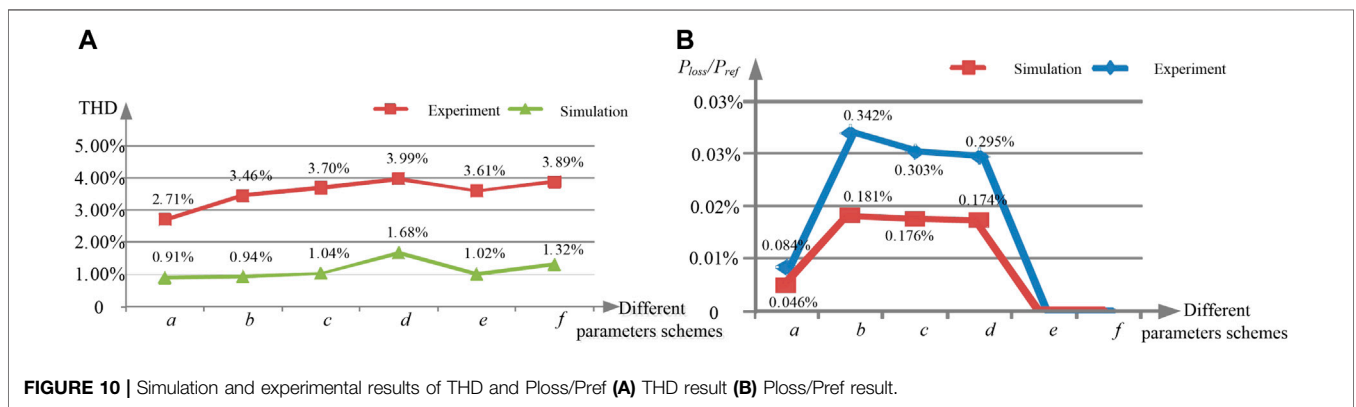 A
THD
Experiment
Simulation
5.00%
4.00%
3.00%
2.00%
1.00%
0
2.71%
3.46%
3.70%
3.99%
3.61%
3.89%
0.91%
0.94%
1.04%
1.68%
1.02%
1.32%
a b c d e f
Different
parameters schemes
B
Ploss/Pref
Simulation
Experiment
0.03%
0.03%
0.02%
0.01%
0
0.084%
0.342%
0.303%
0.295%
0.046%
0.181%
0.176%
0.174%
a b c d e f
Different
parameters schemes
FIGURE 10 | Simulation and experimental results of THD and Ploss/Pref (A) THD result (B) Ploss/Pref result.